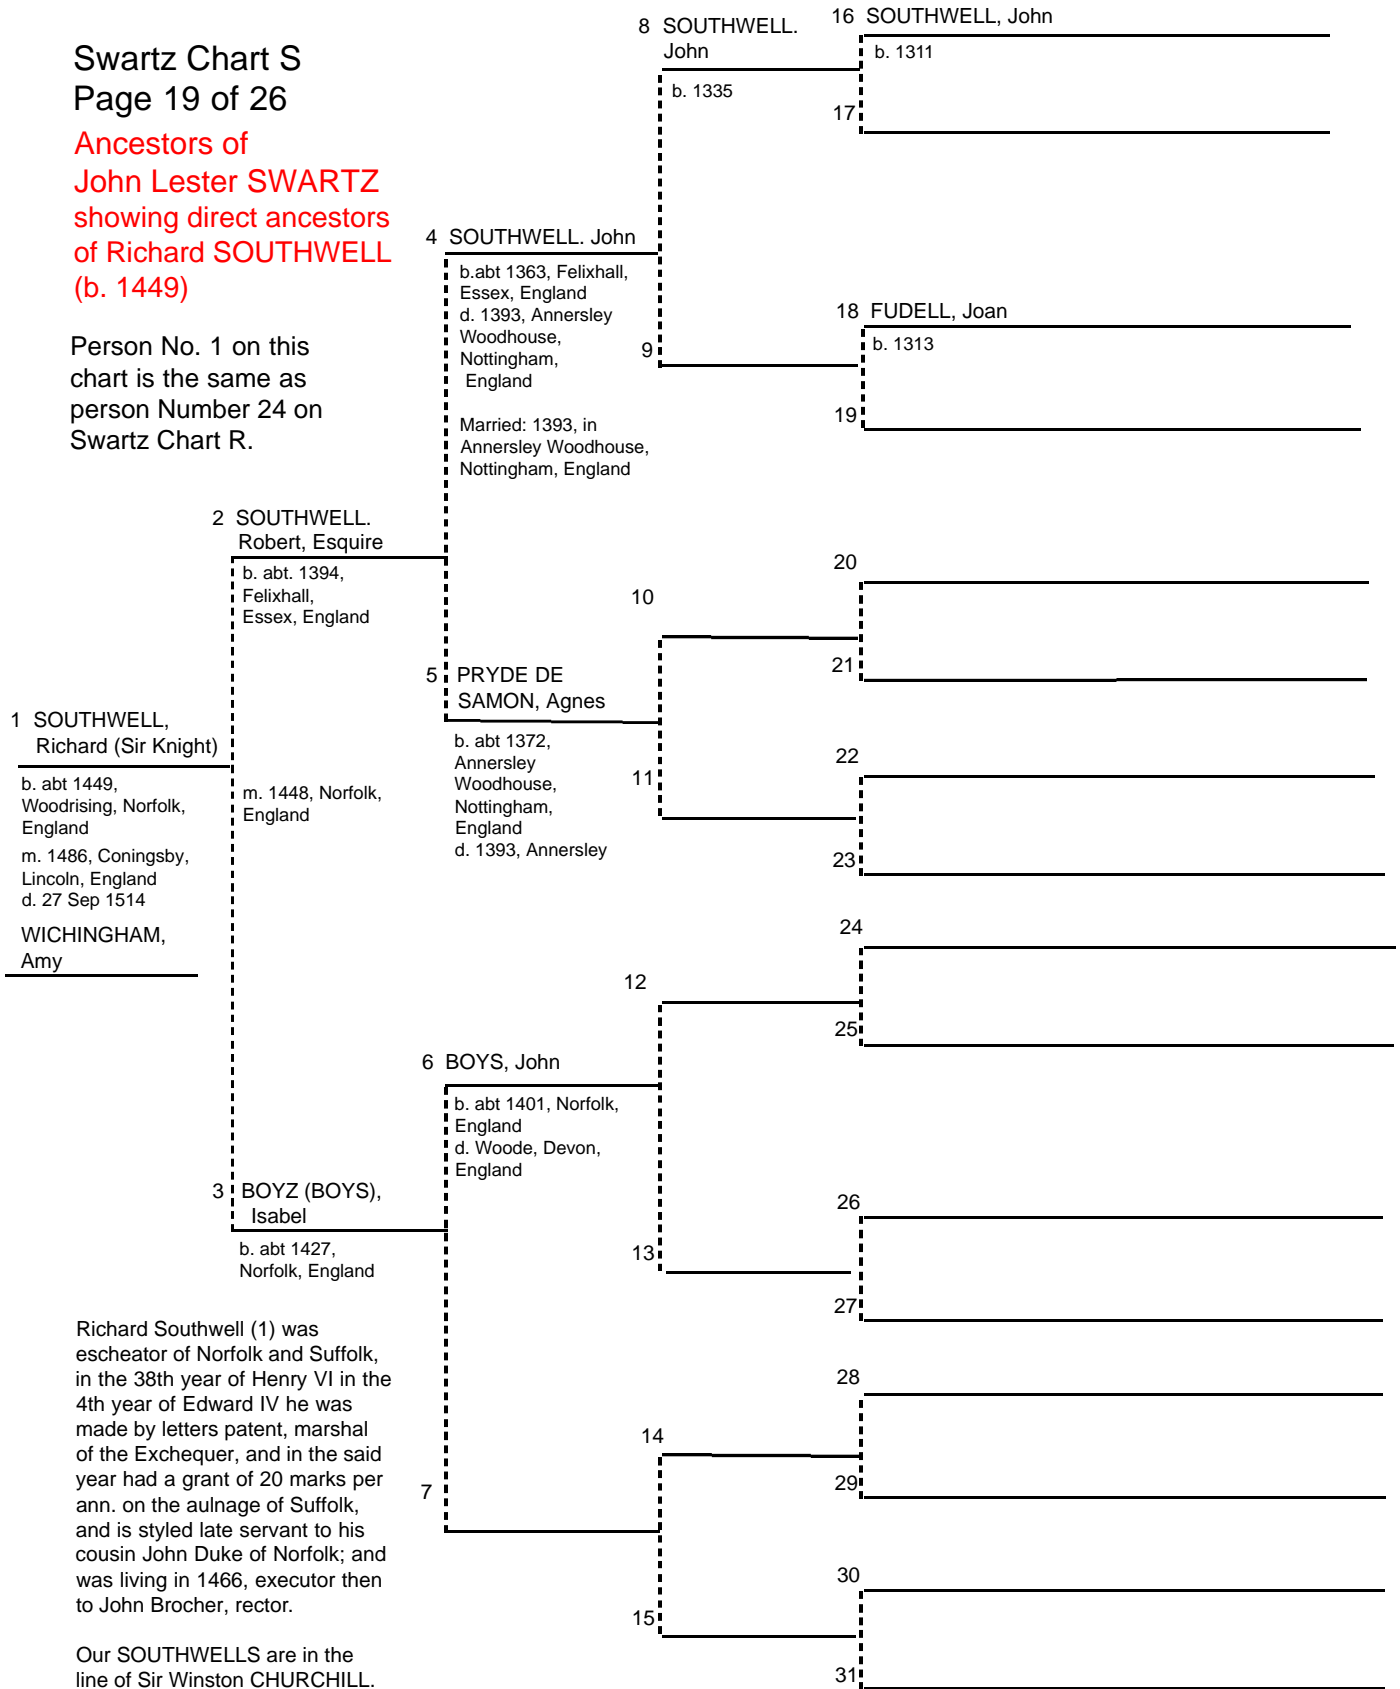 Swartz Chart S
Page 19 of 26
Ancestors of
John Lester SWARTZ
showing direct ancestors
of Richard SOUTHWELL
(b. 1449)
Person No. 1 on this
chart is the same as
person Number 24 on
Swartz Chart R.
1 SOUTHWELL,
Richard (Sir Knight)
b. abt 1449,
Woodrising, Norfolk,
England
m. 1486, Coningsby,
Lincoln, England
d. 27 Sep 1514
WICHINGHAM,
Amy
2 SOUTHWELL.
Robert, Esquire
b. abt. 1394,
Felixhall,
Essex, England
m. 1448, Norfolk,
England
3 BOYZ (BOYS),
Isabel
b. abt 1427,
Norfolk, England
4 SOUTHWELL. John
b.abt 1363, Felixhall,
Essex, England
d. 1393, Annersley
Woodhouse,
Nottingham,
England
Married: 1393, in
Annersley Woodhouse,
Nottingham, England
5 PRYDE DE
SAMON, Agnes
b. abt 1372,
Annersley
Woodhouse,
Nottingham,
England
d. 1393, Annersley
6 BOYS, John
b. abt 1401, Norfolk,
England
d. Woode, Devon,
England
7
8 SOUTHWELL.
John
b. 1335
9
10
11
12
13
14
15
16 SOUTHWELL, John
b. 1311
17
18 FUDELL, Joan
b. 1313
19
20
21
22
23
24
25
26
27
28
29
30
31
Richard Southwell (1) was
escheator of Norfolk and Suffolk,
in the 38th year of Henry VI in the
4th year of Edward IV he was
made by letters patent, marshal
of the Exchequer, and in the said
year had a grant of 20 marks per
ann. on the aulnage of Suffolk,
and is styled late servant to his
cousin John Duke of Norfolk; and
was living in 1466, executor then
to John Brocher, rector.
Our SOUTHWELLS are in the
line of Sir Winston CHURCHILL.